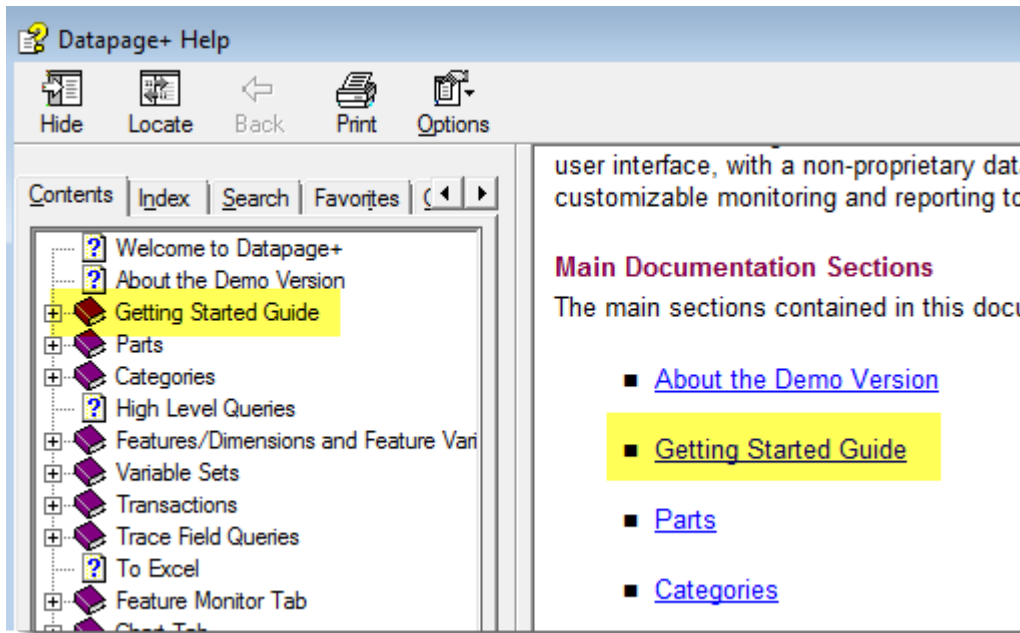 Datapage+ Help
Hide Locate Back Print Options
Contents Index Search Favorites
Welcome to Datapage+
About the Demo Version
Getting Started Guide
Parts
Categories
High Level Queries
Features/Dimensions and Feature Vari
Variable Sets
Transactions
Trace Field Queries
To Excel
Feature Monitor Tab
Chart Tab
user interface, with a non-proprietary dat
customizable monitoring and reporting to
Main Documentation Sections
The main sections contained in this docu
About the Demo Version
Getting Started Guide
Parts
Categories